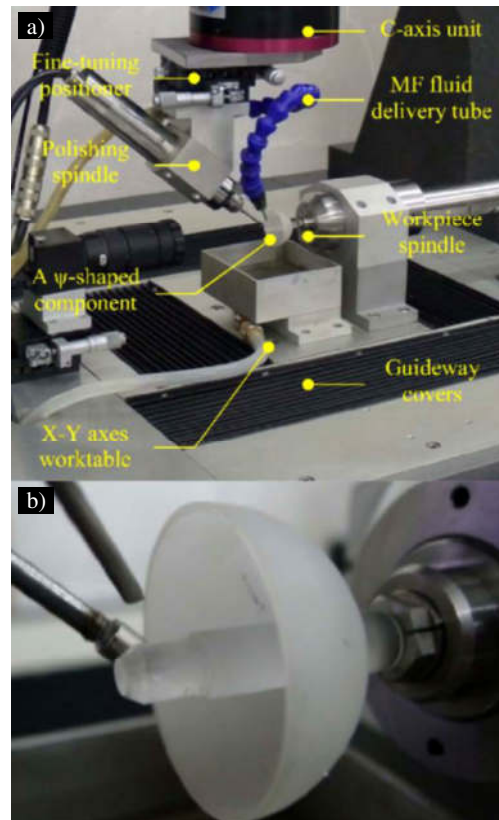 a)
C-axis unit
Fine-tuning
positioner
MF fluid
delivery tube
Polishing
spindle
Workpiece
spindle
A ψ-shaped
component
Guideway
covers
X-Y axes
worktable
b)